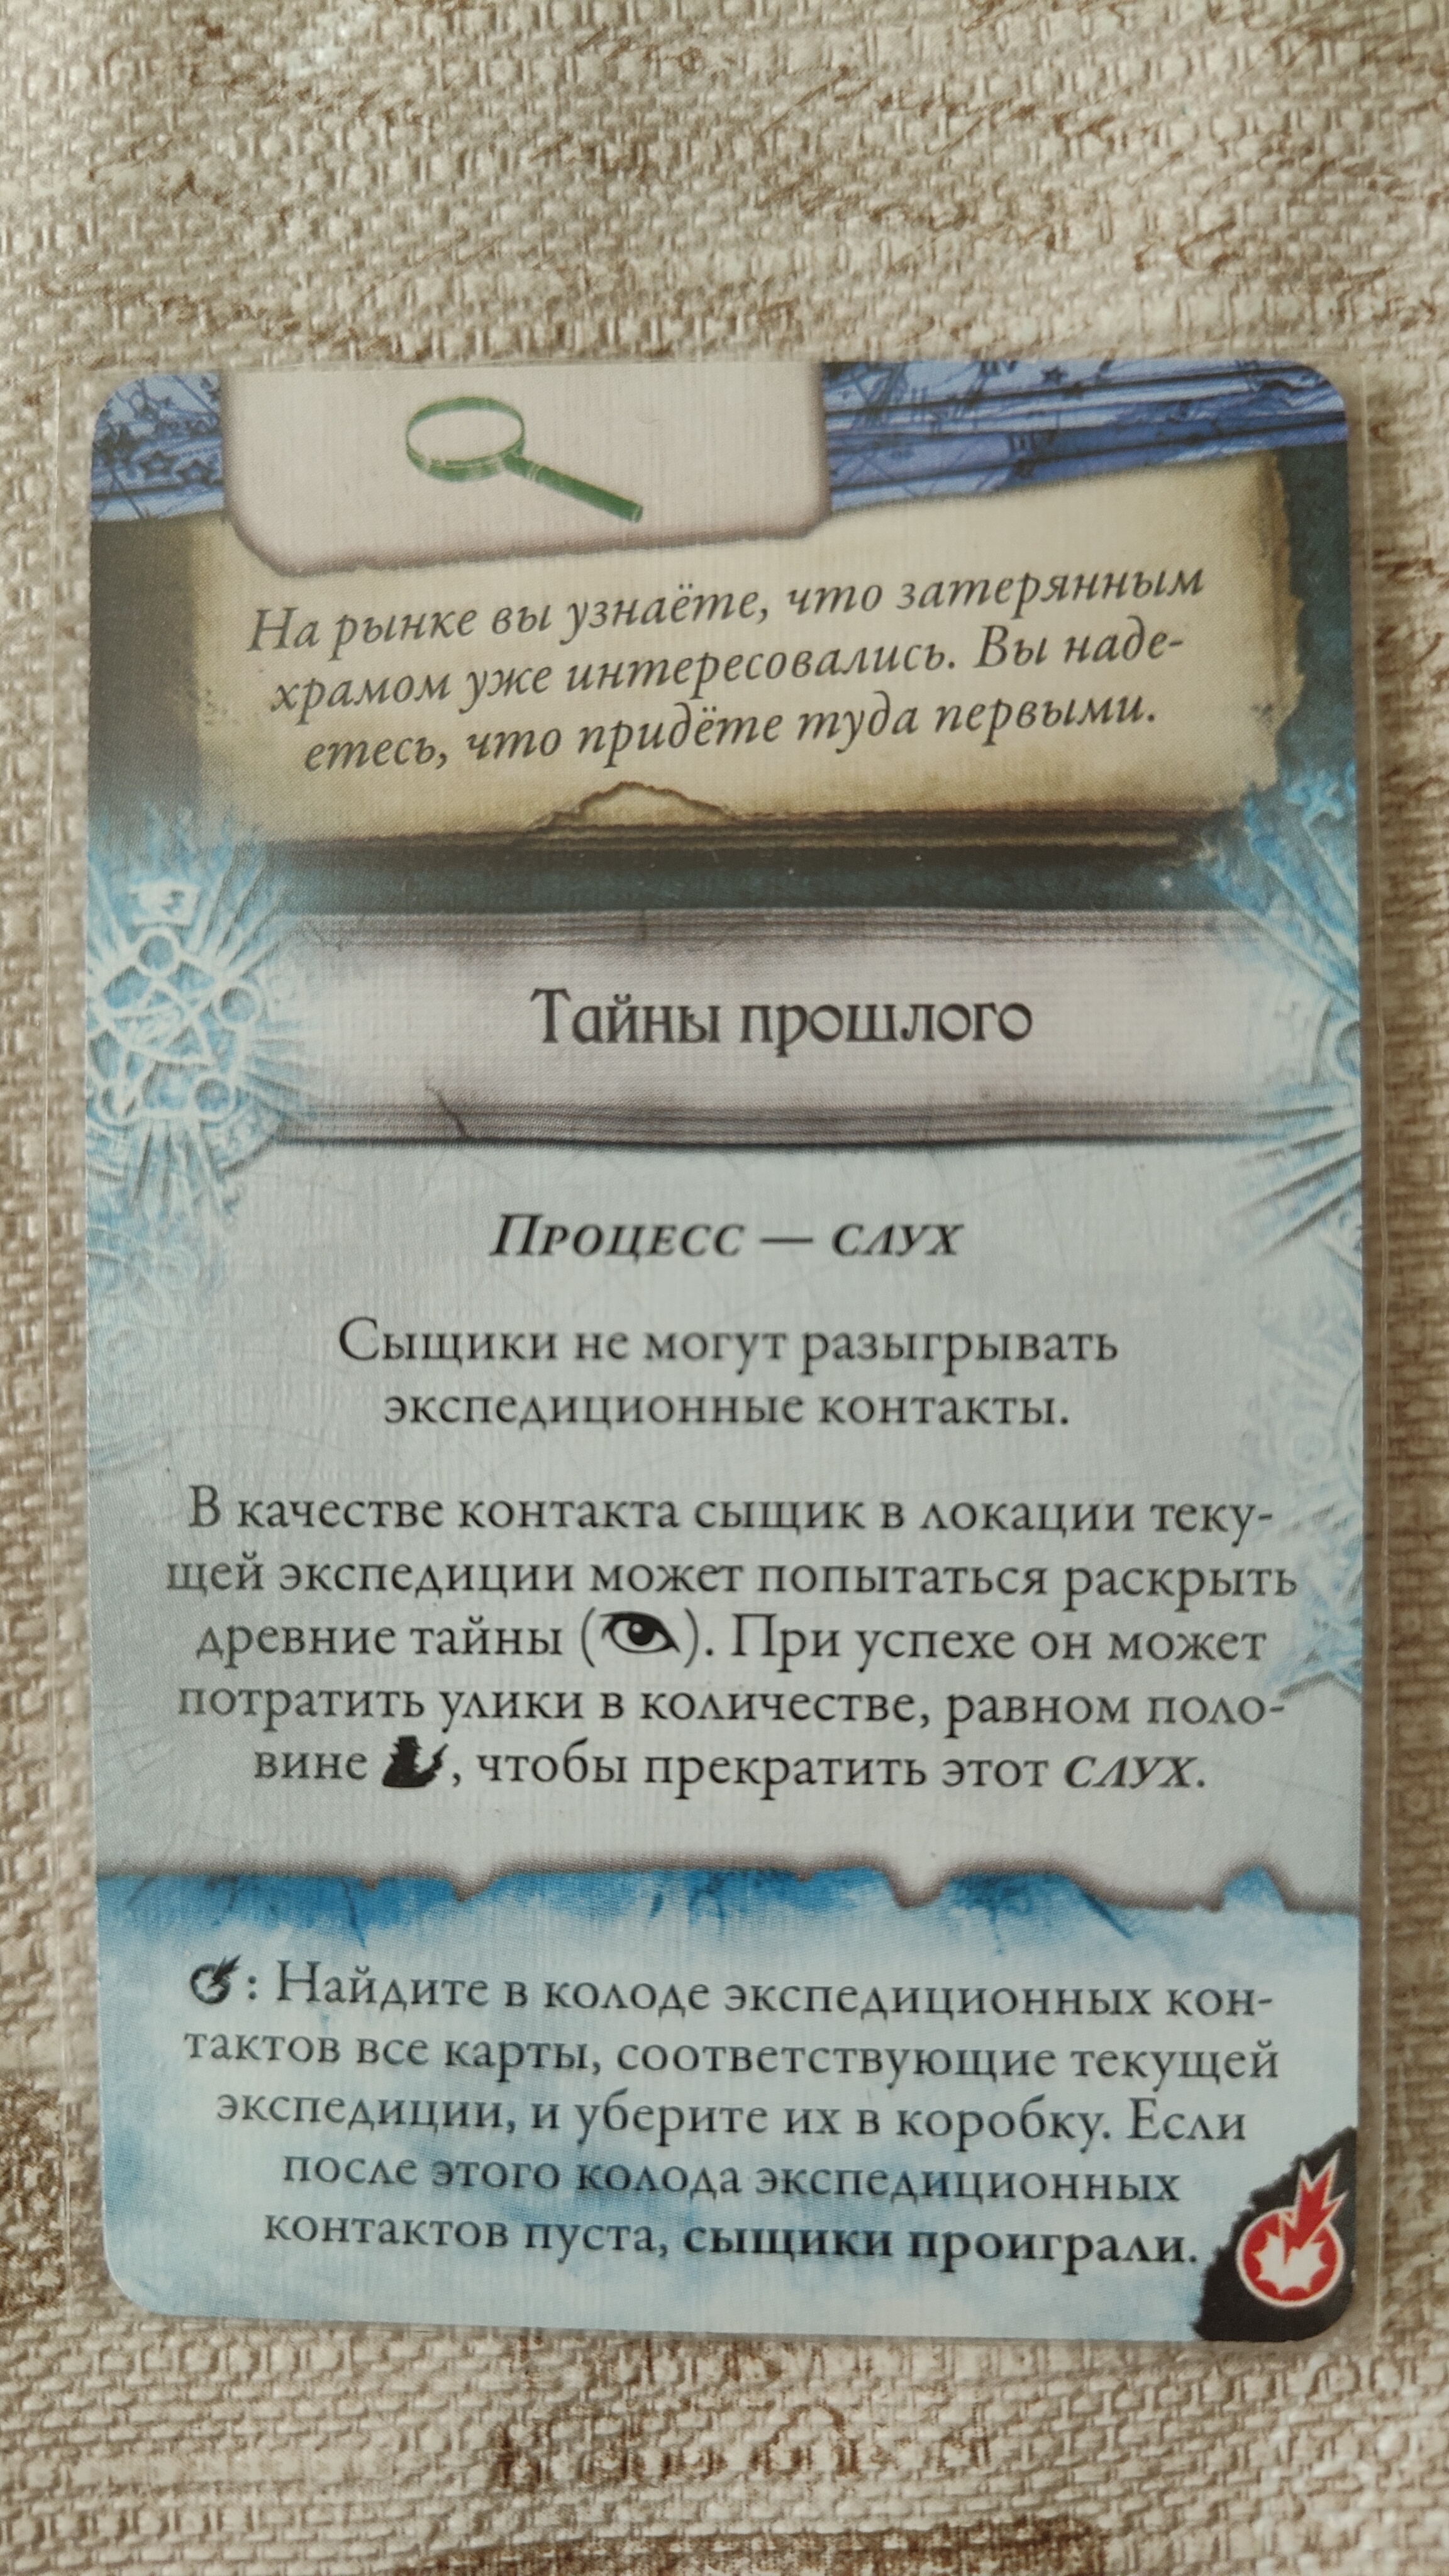 На рынке вы узнаёте, что затерянным
храмом уже интересовались. Вы наде-
етесь, что придёте туда первыми.
Тайны прошлого
Процесс — слух
Сыщики не могут разыгрывать
экспедиционные контакты.
В качестве контакта сыщик в локации теку-
щей экспедиции может попытаться раскрыть
древние тайны (). При успехе он может
потратить улики в количестве, равном поло-
вине , чтобы прекратить этот слух.
: Найдите в колоде экспедиционных кон-
тактов все карты, соответствующие текущей
экспедиции, и уберите их в коробку. Если
после этого колода экспедиционных
контактов пуста, сыщики проиграли.